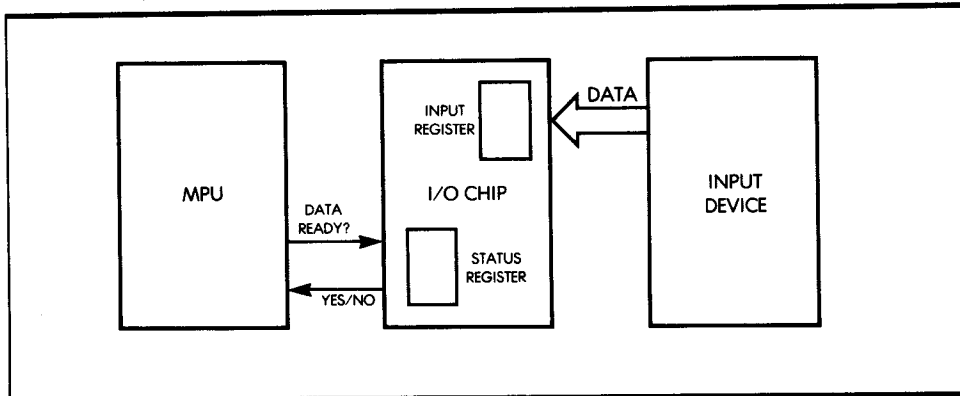 MPU
DATA
READY?
YES/NO
INPUT
REGISTER
I/O CHIP
STATUS
REGISTER
DATA
INPUT
DEVICE